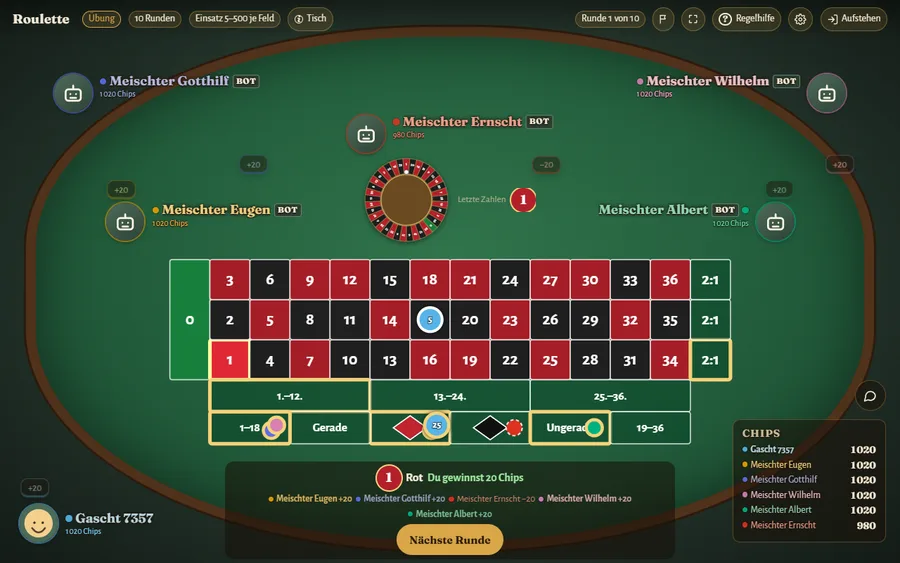 Roulette Übung 10 Runden Einsatz 5–500 je Feld Tisch Runde 1 von 10 Regelhilfe Aufstehen
Meischter Gotthilf BOT
1020 Chips
Meischter Wilhelm BOT
1020 Chips
Meischter Ernscht BOT
980 Chips
+20 −20 +20
+20 +20
Meischter Eugen BOT
1020 Chips
Letzte Zahlen 1
Meischter Albert BOT
1020 Chips
3 6 9 12 15 18 21 24 27 30 33 36 2:1
0 2 5 8 11 14 5 20 23 26 29 32 35 2:1
1 4 7 10 13 16 19 22 25 28 31 34 2:1
1.–12. 13.–24. 25.–36.
1–18 Gerade 25 Ungerad 19–36
CHIPS
Gascht 7357 1020
Meischter Eugen 1020
Meischter Gotthilf 1020
Meischter Wilhelm 1020
Meischter Albert 1020
Meischter Ernscht 980
1 Rot Du gewinnst 20 Chips
Meischter Eugen +20 Meischter Gotthilf +20 Meischter Ernscht −20 Meischter Wilhelm +20
Meischter Albert +20
Nächste Runde
+20
Gascht 7357
1020 Chips